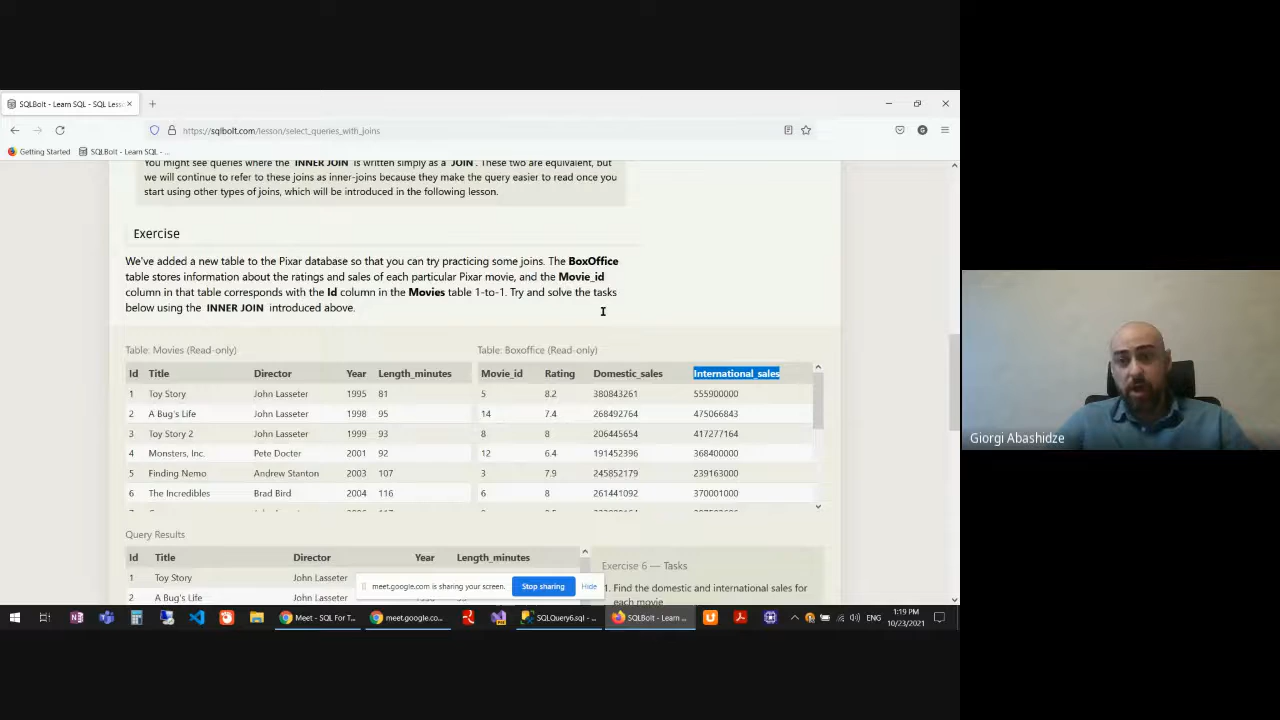 SQLBolt - Learn SQL - SQL Less
https://sqlbolt.com/lesson/select_queries_with_joins
Getting Started SQLBolt - Learn SQL - ...
You might see queries where the INNER JOIN is written simply as a JOIN. These two are equivalent, but
we will continue to refer to these joins as inner-joins because they make the query easier to read once you
start using other types of joins, which will be introduced in the following lesson.
Exercise
We've added a new table to the Pixar database so that you can try practicing some joins. The BoxOffice
table stores information about the ratings and sales of each particular Pixar movie, and the Movie_id
column in that table corresponds with the Id column in the Movies table 1-to-1. Try and solve the tasks
below using the INNER JOIN introduced above.
Table: Movies (Read-only) Table: Boxoffice (Read-only)
Id Title Director Year Length_minutes Movie_id Rating Domestic_sales International_sales
1 Toy Story John Lasseter 1995 81 5 8.2 380843261 555900000
2 A Bug's Life John Lasseter 1998 95 14 7.4 268492764 475066843
3 Toy Story 2 John Lasseter 1999 93 8 8 206445654 417277164
4 Monsters, Inc. Pete Docter 2001 92 12 6.4 191452396 368400000
5 Finding Nemo Andrew Stanton 2003 107 3 7.9 245852179 239163000
6 The Incredibles Brad Bird 2004 116 6 8 261441092 370001000
Query Results
Id Title Director Year Length_minutes
1 Toy Story John Lasseter
2 A Bug's Life John Lasseter
Exercise 6 — Tasks
1. Find the domestic and international sales for
each movie
meet.google.com is sharing your screen. Stop sharing Hide
Meet - SQL For T... meet.google.co... SQLQuery6.sql - ... SQLBolt - Learn ...
ENG 1:19 PM
10/23/2021
Giorgi Abashidze